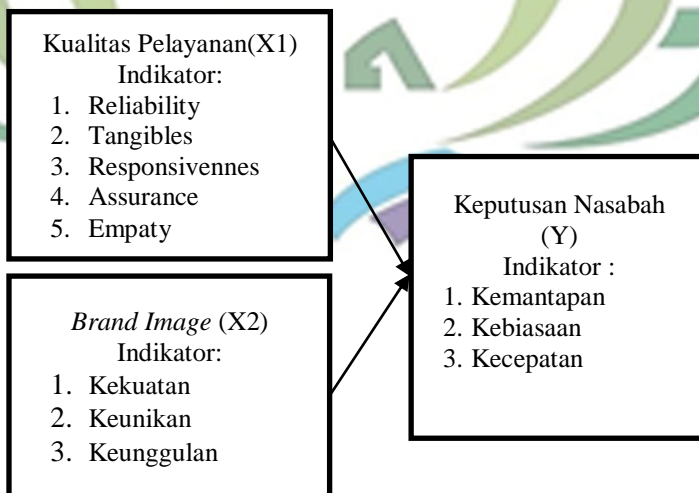 Kualitas Pelayanan(X1)
Indikator:
1. Reliability
2. Tangibles
3. Responsivennes
4. Assurance
5. Empaty
Brand Image (X2)
Indikator:
1. Kekuatan
2. Keunikan
3. Keunggulan
Keputusan Nasabah
(Y)
Indikator :
1. Kemantapan
2. Kebiasaan
3. Kecepatan